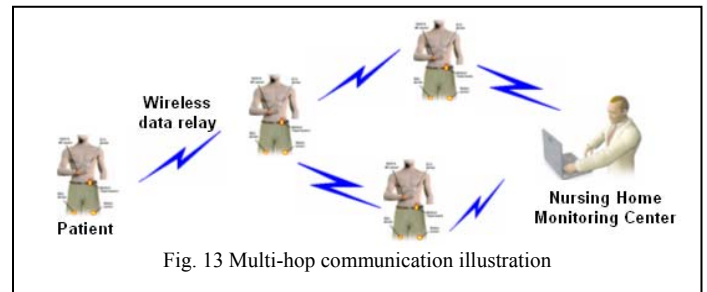 Wireless
data relay
Patient
Nursing Home
Monitoring Center
Fig. 13 Multi-hop communication illustration